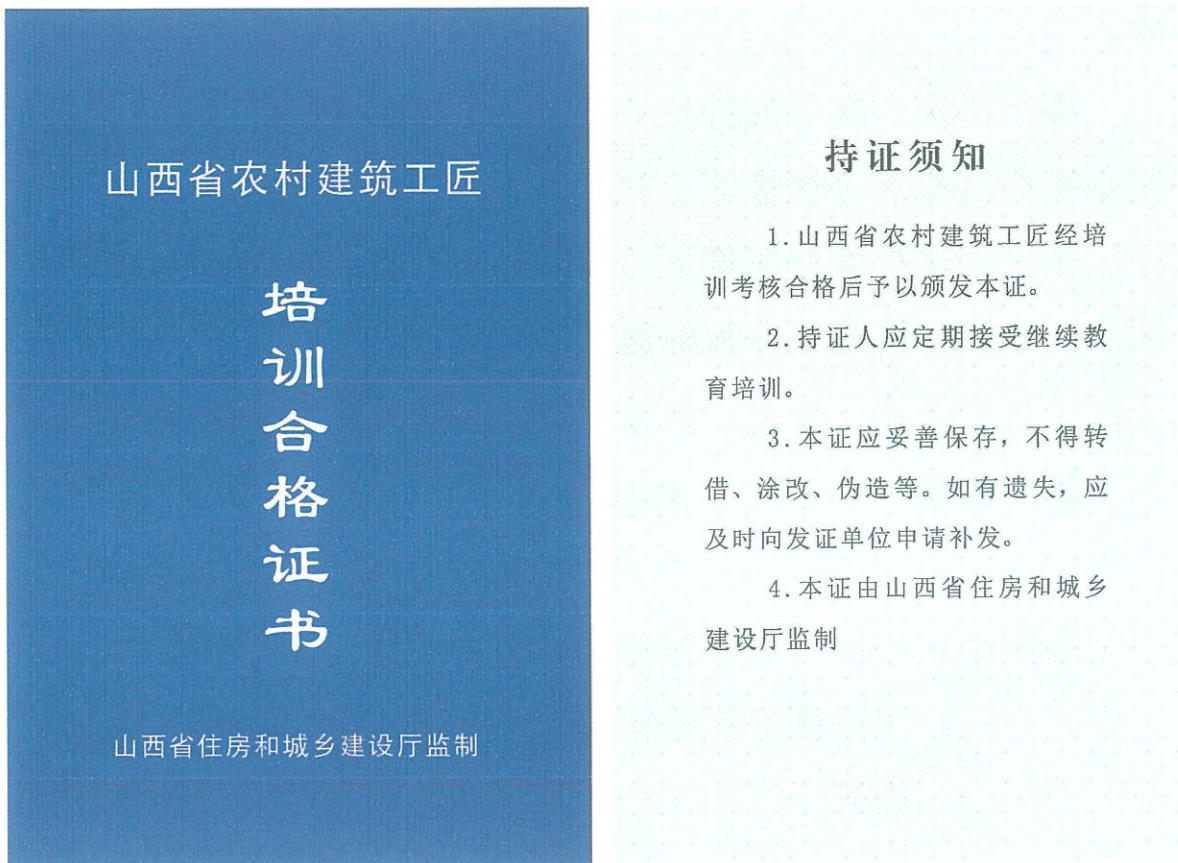 山西省农村建筑工匠
培训合格证书
山西省住房和城乡建设厅监制
持证须知
1.山西省农村建筑工匠经培
训考核合格后予以颁发本证。
2.持证人应定期接受继续教
育培训。
3.本证应妥善保存，不得转
借、涂改、伪造等。如有遗失，应
及时向发证单位申请补发。
4.本证由山西省住房和城乡
建设厅监制